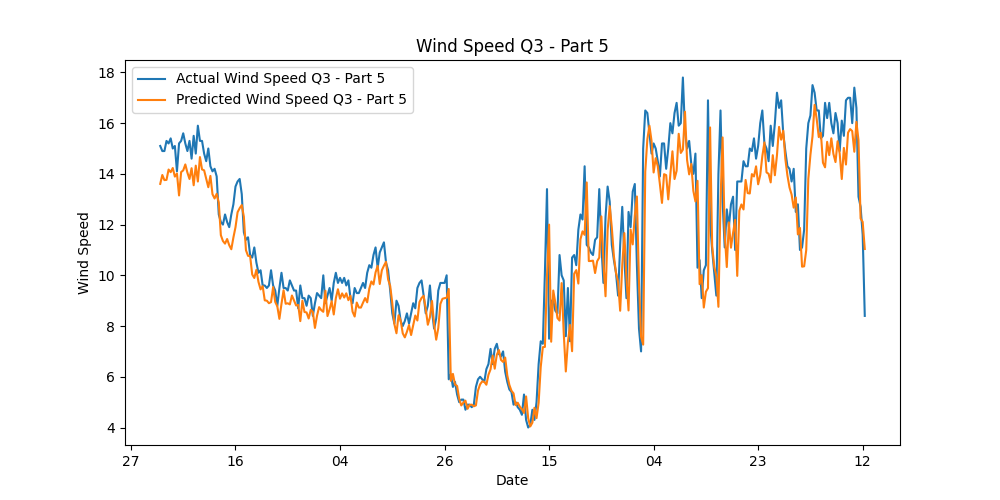 Wind Speed Q3 - Part 5
Actual Wind Speed Q3 - Part 5
Predicted Wind Speed Q3 - Part 5
18
16
14
12
10
8
6
4
Wind Speed
27 16 04 26 15 04 23 12
Date